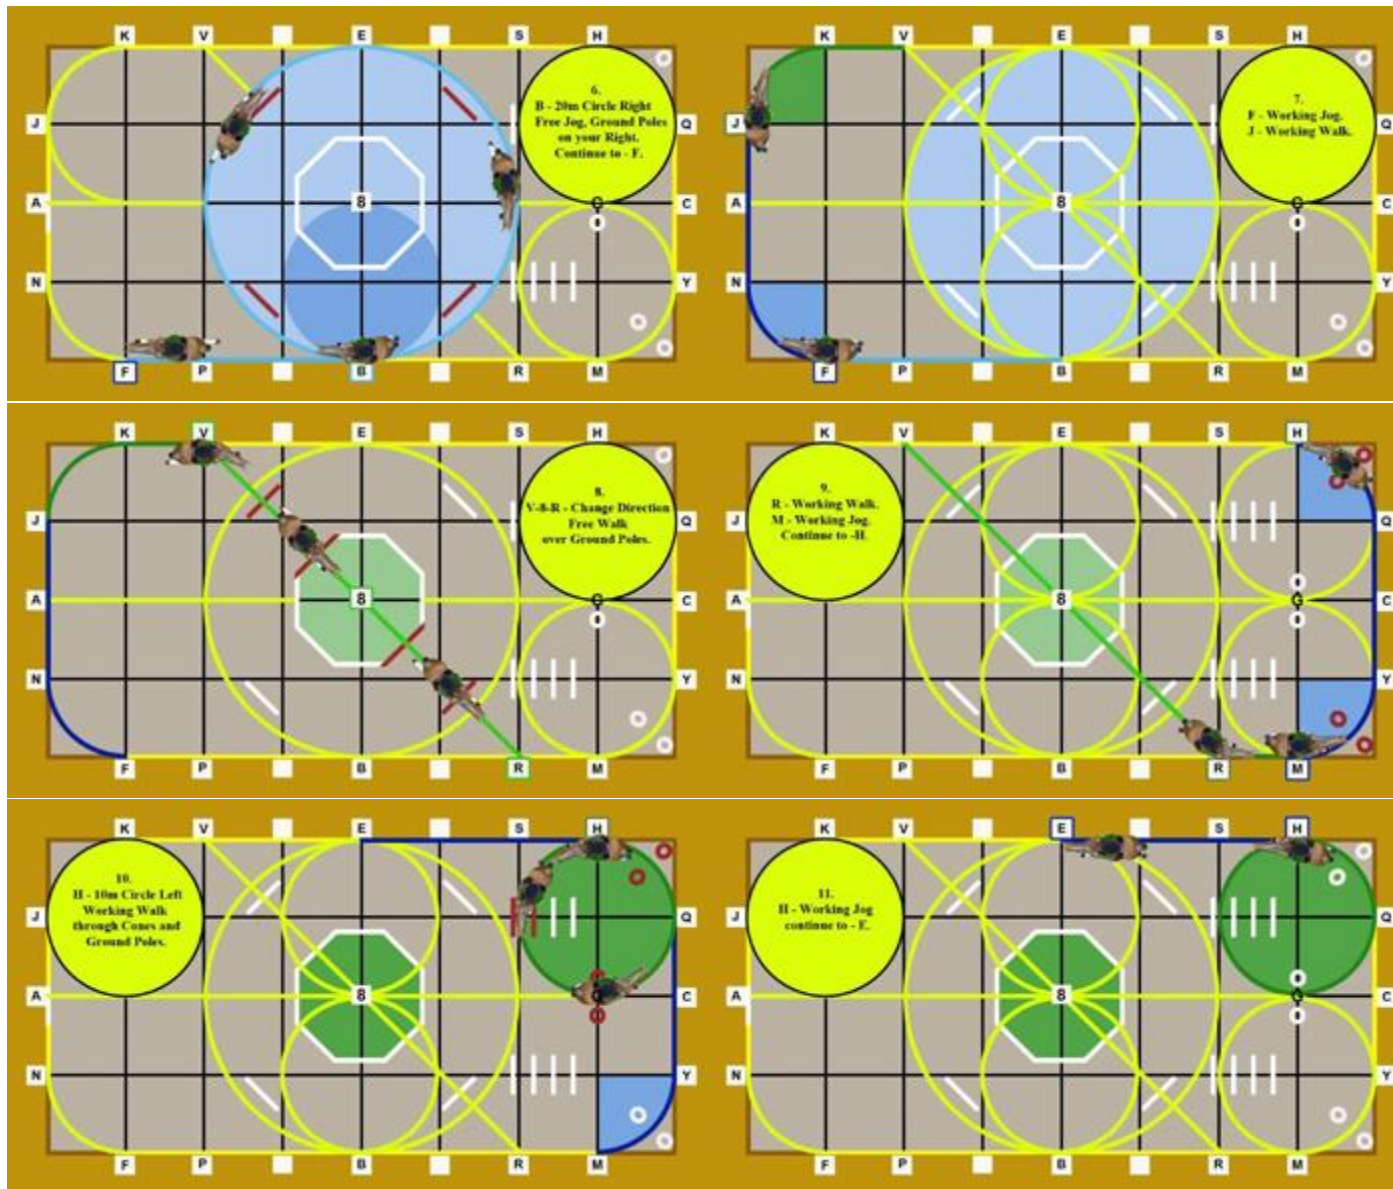 K V E S H
6.
B - 20m Circle Right
Free Jog, Ground Poles
on your Right.
Continue to - F.
J Q
A 8 G C
N Y
F P B R M
K V E S H
7.
F - Working Jog.
J - Working Walk.
J Q
A 8 G C
N Y
F P B R M
K V E S H
8.
V-8-R - Change Direction
Free Walk
over Ground Poles.
J Q
A 8 G C
N Y
F P B R M
K V E S H
9.
R - Working Walk.
M - Working Jog.
Continue to -H.
J Q
A 8 G C
N Y
F P B R M
K V E S H
10.
H - 10m Circle Left
Working Walk
through Cones and
Ground Poles.
J Q
A 8 C
N Y
F P B R M
K V E S H
11.
H - Working Jog
continue to - E.
J Q
A 8 G C
N Y
F P B R M